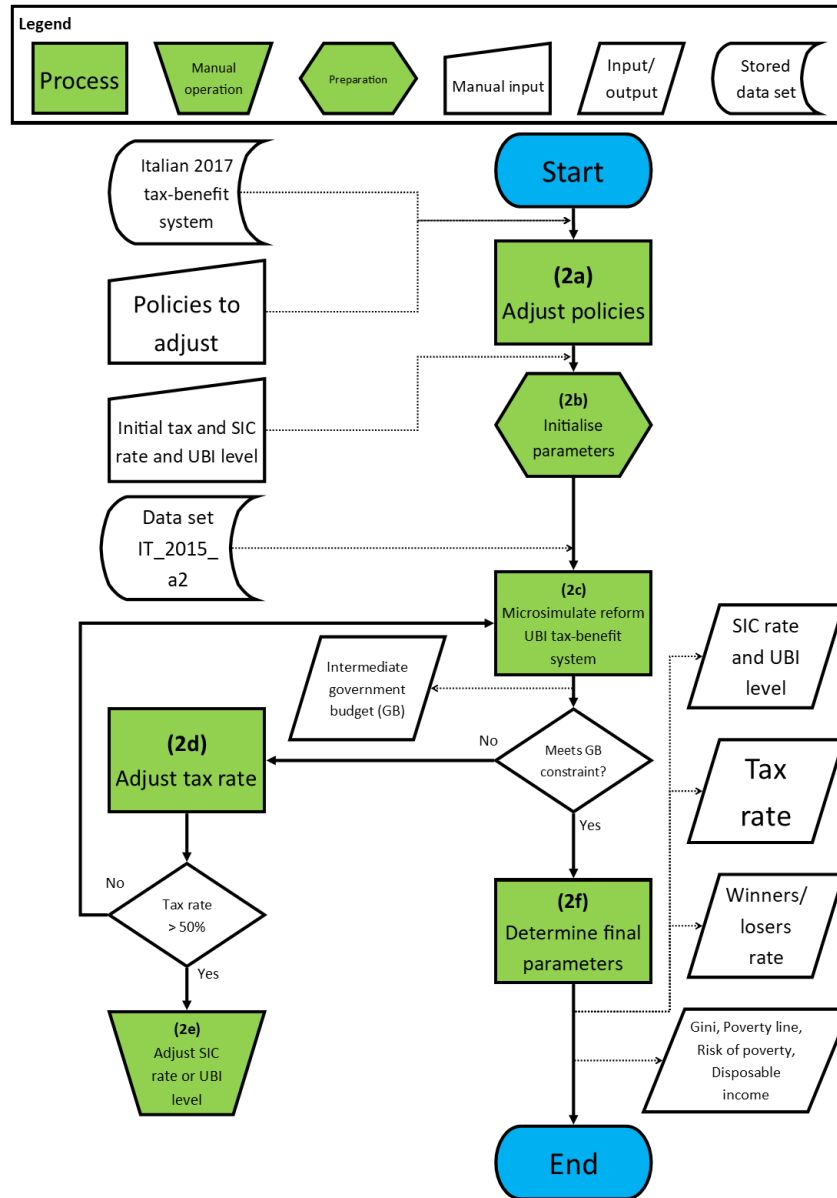 Legend
Process
Manual
operation
Preparation
Manual input
Input/
output
Stored
data set
Italian 2017
tax-benefit
system
Start
Policies to
adjust
(2a)
Adjust policies
Initial tax and SIC
rate and UBI level
(2b)
Initialise
parameters
Data set
IT_2015_
a2
(2c)
Microsimulate reform
UBI tax-benefit
system
SIC rate
and UBI
level
Intermediate
government
budget (GB)
(2d)
Adjust tax rate
No
Meets GB
constraint?
Yes
Tax
rate
No
Tax rate
> 50%
Yes
(2f)
Determine final
parameters
Winners/
losers
rate
(2e)
Adjust SIC
rate or UBI
level
Gini, Poverty line,
Risk of poverty,
Disposable
income
End